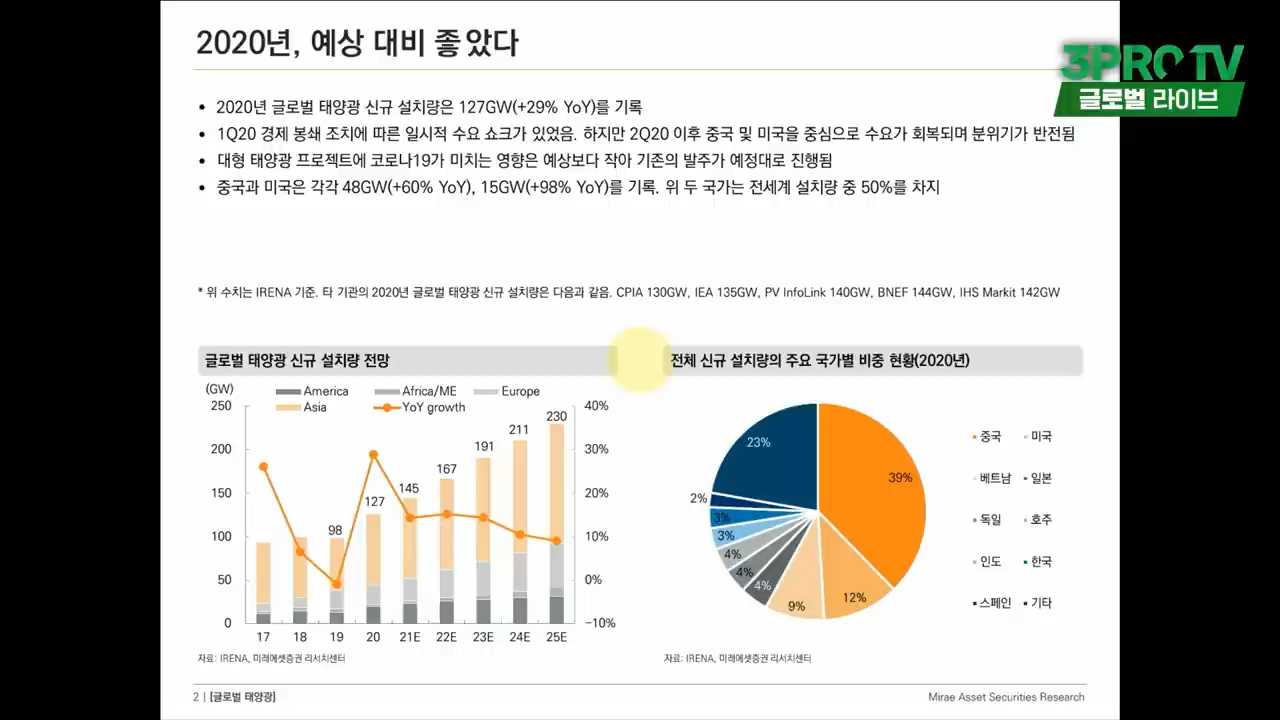 2020년, 예상 대비 좋았다
3PRO TV
글로벌 라이브
• 2020년 글로벌 태양광 신규 설치량은 127GW(+29% YoY)를 기록
• 1Q20 경제 봉쇄 조치에 따른 일시적 수요 쇼크가 있었음. 하지만 2Q20 이후 중국 및 미국을 중심으로 수요가 회복되며 분위기가 반전됨
• 대형 태양광 프로젝트에 코로나19가 미치는 영향은 예상보다 작아 기존의 발주가 예정대로 진행됨
• 중국과 미국은 각각 48GW(+60% YoY), 15GW(+98% YoY)를 기록. 위 두 국가는 전세계 설치량 중 50%를 차지
* 위 수치는 IRENA 기준. 타 기관의 2020년 글로벌 태양광 신규 설치량은 다음과 같음. CPIA 130GW, IEA 135GW, PV InfoLink 140GW, BNEF 144GW, IHS Markit 142GW
글로벌 태양광 신규 설치량 전망
(GW)
America Africa/ME Europe
Asia YoY growth
250
200
150
100
50
0
40%
30%
20%
10%
0%
-10%
98
127
145
167
191
211
230
17 18 19 20 21E 22E 23E 24E 25E
자료: IRENA, 미래에셋증권 리서치센터
전체 신규 설치량의 주요 국가별 비중 현황(2020년)
39%
12%
9%
4%
4%
4%
3%
3%
2%
23%
중국 미국
베트남 일본
독일 호주
인도 한국
스페인 기타
자료: IRENA, 미래에셋증권 리서치센터
2 | [글로벌 태양광]
Mirae Asset Securities Research